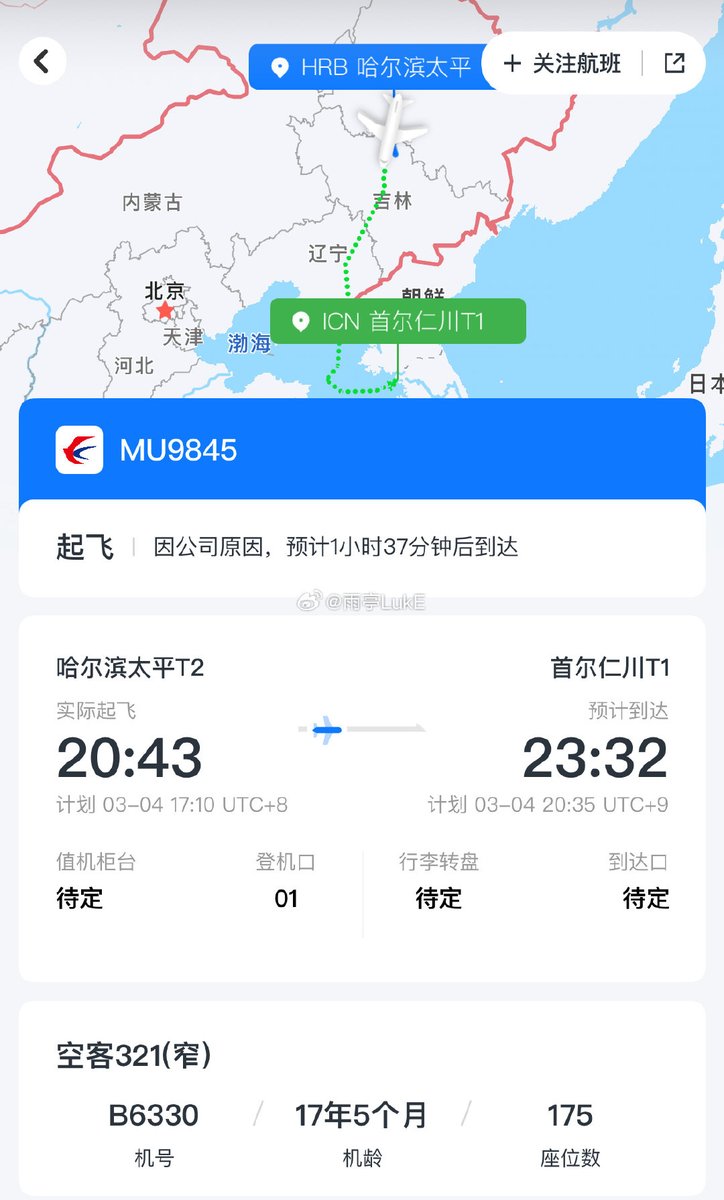 HRB 哈尔滨太平
+ 关注航班
内蒙古
吉林
辽宁
北京
朝鲜
ICN 首尔仁川T1
天津
渤海
河北
日本
MU9845
起飞 | 因公司原因，预计1小时37分钟后到达
@雨亭LukE
哈尔滨太平T2
首尔仁川T1
实际起飞
预计到达
20:43
23:32
计划 03-04 17:10 UTC+8
计划 03-04 20:35 UTC+9
值机柜台
登机口
行李转盘
到达口
待定
01
待定
待定
空客321(窄)
B6330 / 17年5个月 / 175
机号
机龄
座位数